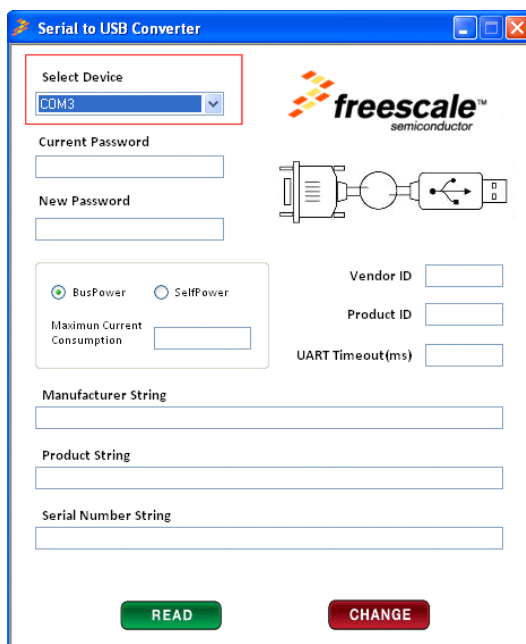 Serial to USB Converter
Select Device
COM3
freescale™
semiconductor
Current Password
New Password
BusPower
SelfPower
Maximun Current
Consumption
Vendor ID
Product ID
UART Timeout(ms)
Manufacturer String
Product String
Serial Number String
READ
CHANGE